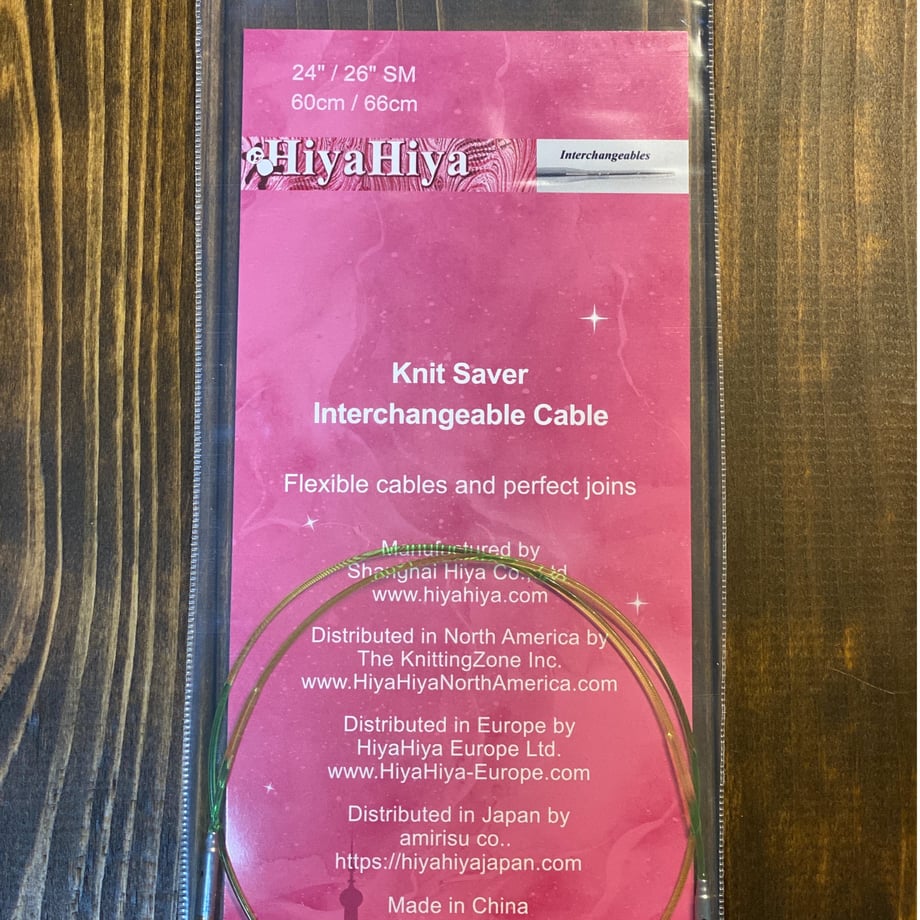 24" / 26" SM
60cm / 66cm
HiyaHiya
Interchangeables
Knit Saver
Interchangeable Cable
Flexible cables and perfect joins
Manufactured by
Shanghai Hiya Co., Ltd
www.hiyahiya.com
Distributed in North America by
The KnittingZone Inc.
www.HiyaHiyaNorthAmerica.com
Distributed in Europe by
HiyaHiya Europe Ltd.
www.HiyaHiya-Europe.com
Distributed in Japan by
amirisu co..
https://hiyahiyajapan.com
Made in China